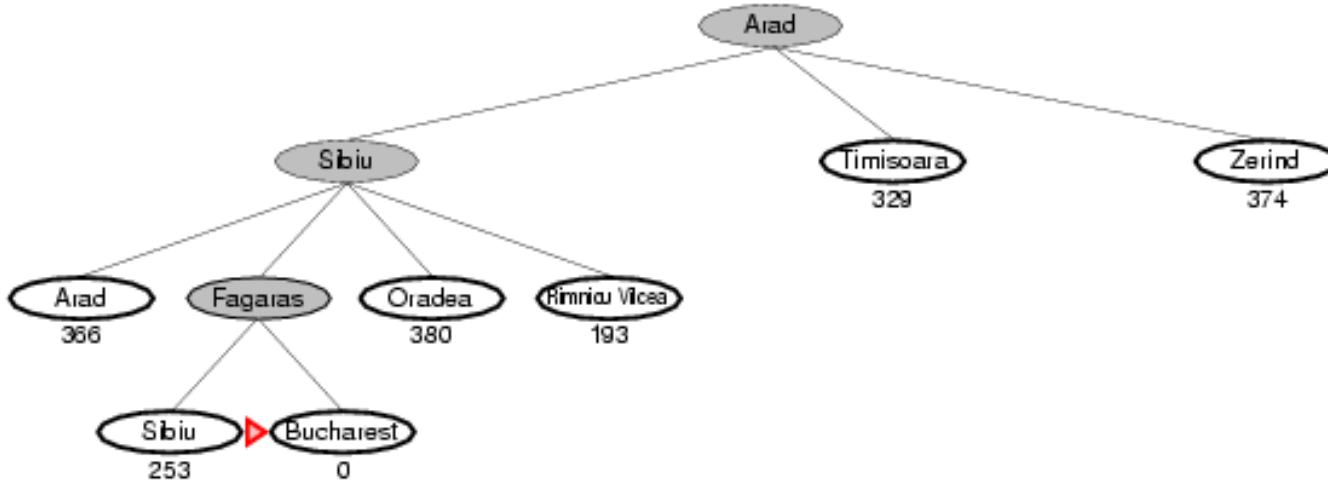 Arad
Sibiu Timisoara Zerind
329 374
Arad Fagaras Oradea Rimnicu Vilcea
366 380 193
Sibiu Bucharest
253 0